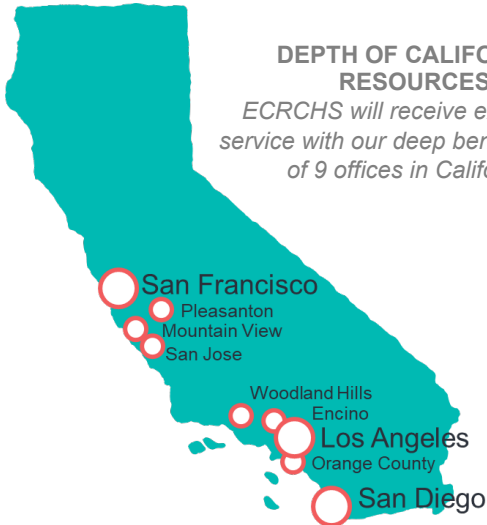 DEPTH OF CALIFO
RESOURCES
ECRCHS will receive e
service with our deep ben
of 9 offices in Califo
San Francisco
Pleasanton
Mountain View
San Jose
Woodland Hills
Encino
Los Angeles
Orange County
San Diego